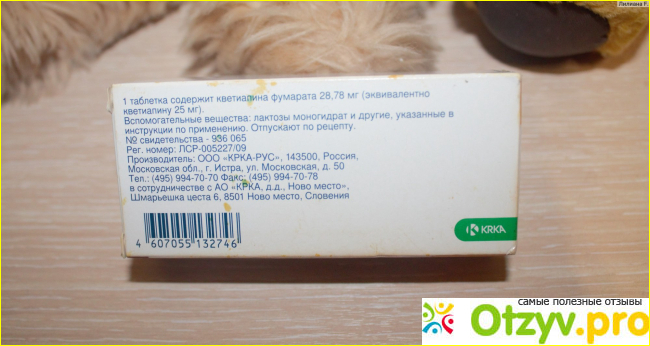 Лилиана Г.
1 таблетка содержит кветиапина фумарата 28,78 мг (эквивалентно
кветиапину 25 мг).
Вспомогательные вещества: лактозы моногидрат и другие, указанные в
инструкции по применению. Отпускают по рецепту.
№ свидетельства - 936 065
Рег. номер: ЛСР-005227/09
Производитель: ООО «КРКА-РУС», 143500, Россия,
Московская обл., г. Истра, ул. Московская, д. 50
Тел.: (495) 994-70-70 Факс: (495) 994-70-78
в сотрудничестве с АО «КРКА, д.д., Ново место»,
Шмарьешка цеста 6, 8501 Ново место, Словения
4 607055 132746
KRKA
самые полезные отзывы
Otzyv.pro